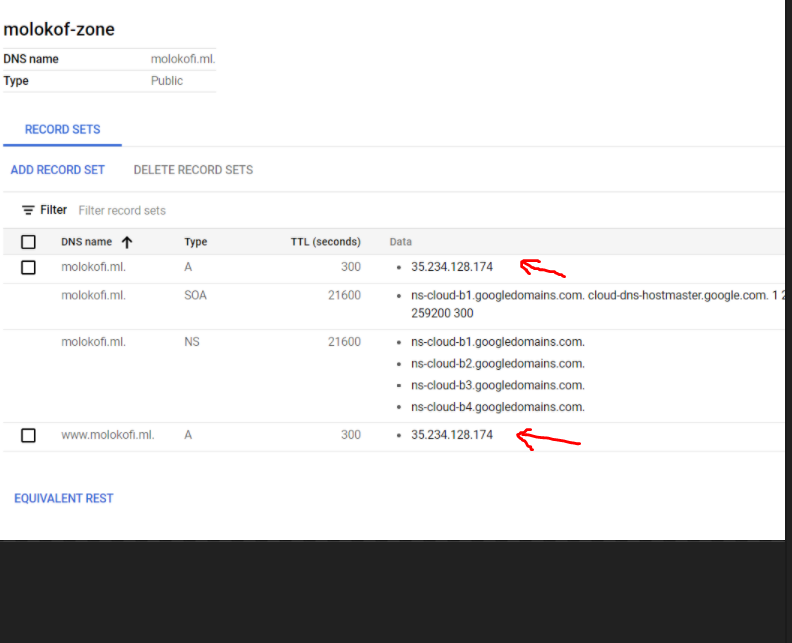 molokof-zone
DNS name molokofi.ml.
Type Public
RECORD SETS
ADD RECORD SET DELETE RECORD SETS
Filter Filter record sets
DNS name Type TTL (seconds) Data
molokofi.ml. A 300 • 35.234.128.174
molokofi.ml. SOA 21600 • ns-cloud-b1.googledomains.com. cloud-dns-hostmaster.google.com. 1
259200 300
molokofi.ml. NS 21600 • ns-cloud-b1.googledomains.com.
• ns-cloud-b2.googledomains.com.
• ns-cloud-b3.googledomains.com.
• ns-cloud-b4.googledomains.com.
www.molokofi.ml. A 300 • 35.234.128.174
EQUIVALENT REST